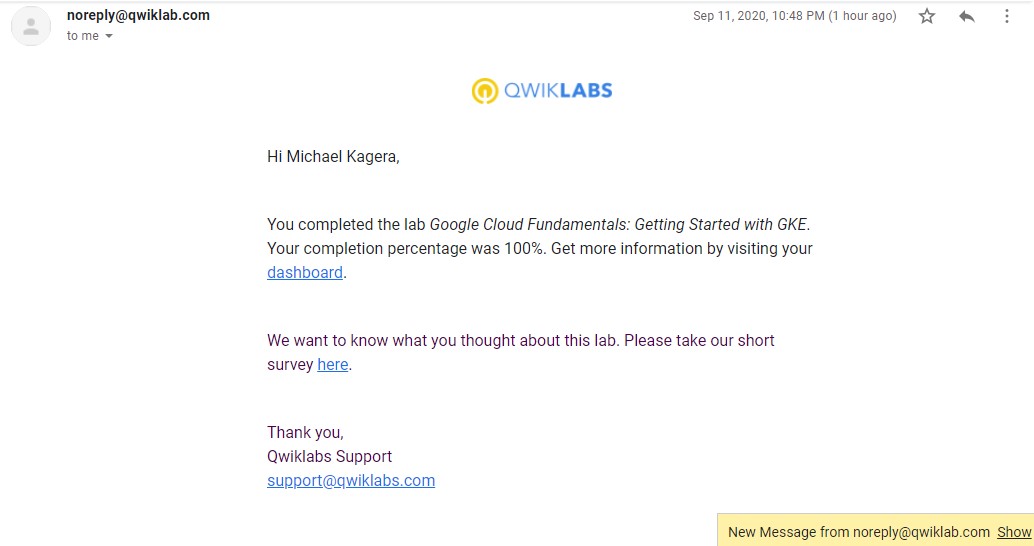 noreply@qwiklab.com
Sep 11, 2020, 10:48 PM (1 hour ago)
to me
QWIKLABS
Hi Michael Kagera,
You completed the lab Google Cloud Fundamentals: Getting Started with GKE.
Your completion percentage was 100%. Get more information by visiting your
dashboard.
We want to know what you thought about this lab. Please take our short
survey here.
Thank you,
Qwiklabs Support
support@qwiklabs.com
New Message from noreply@qwiklab.com Show